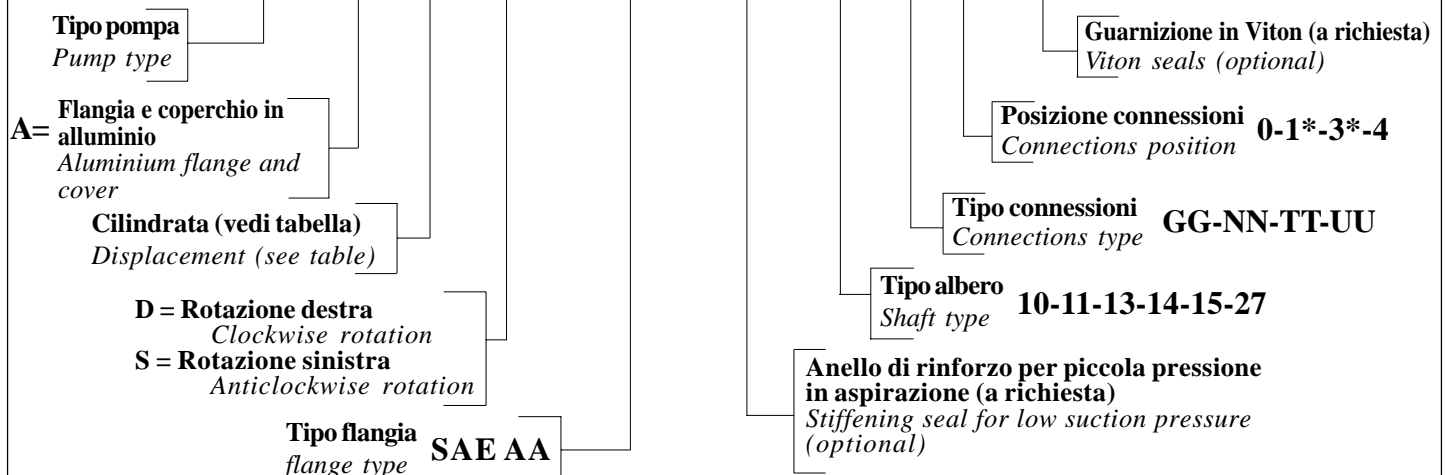 Tipo pompa
Pump type
A= Flangia e coperchio in
alluminio
Aluminium flange and
cover
Cilindrata (vedi tabella)
Displacement (see table)
D = Rotazione destra
Clockwise rotation
S = Rotazione sinistra
Anticlockwise rotation
Tipo flangia SAE AA
flange type
Guarnizione in Viton (a richiesta)
Viton seals (optional)
Posizione connessioni 0-1*-3*-4
Connections position
Tipo connessioni GG-NN-TT-UU
Connections type
Tipo albero 10-11-13-14-15-27
Shaft type
Anello di rinforzo per piccola pressione
in aspirazione (a richiesta)
Stiffening seal for low suction pressure
(optional)